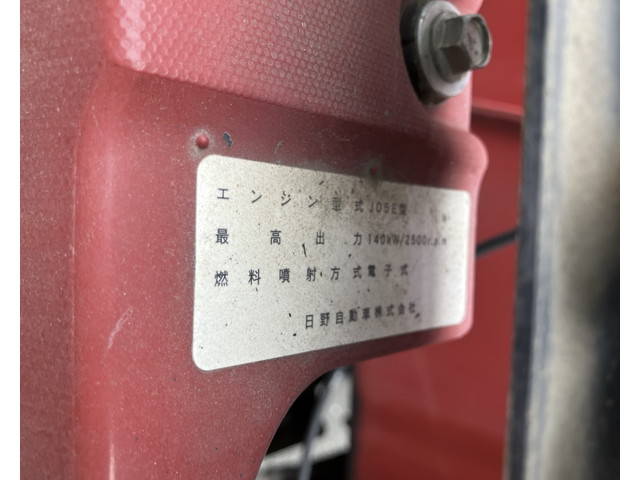 エンジン型式J05E型
最高出力140kW/2500r.p.m
燃料噴射方式電子式
日野自動車株式会社